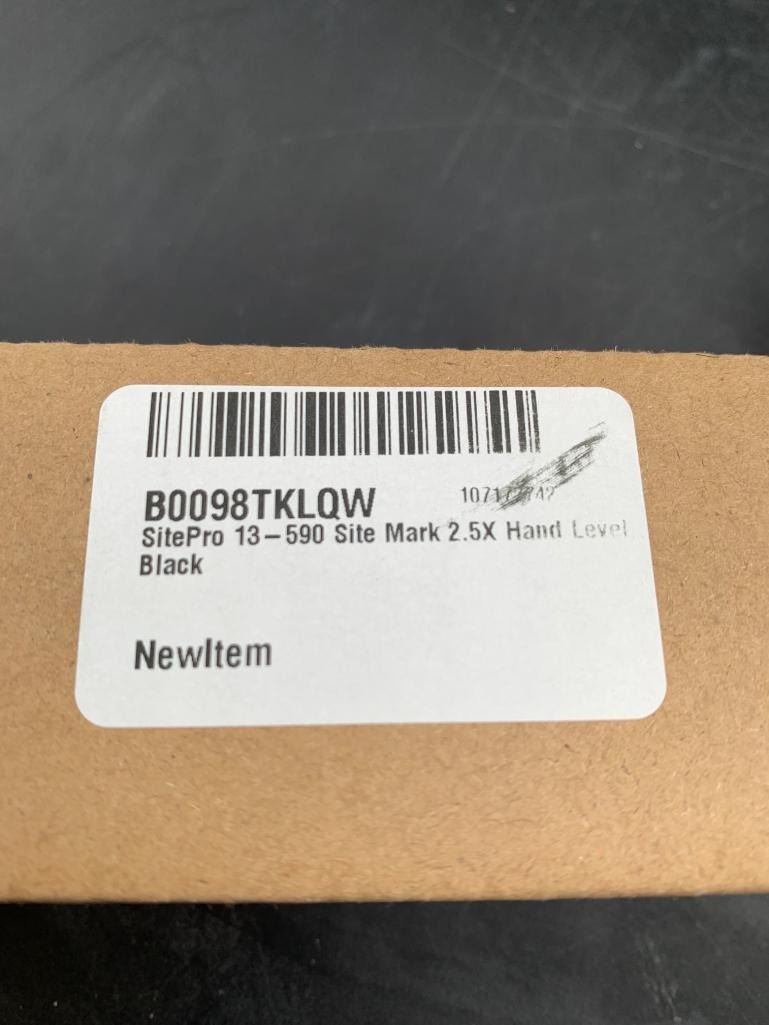 B0098TKLQW
SitePro 13-590 Site Mark 2.5X Hand Level
Black
NewItem